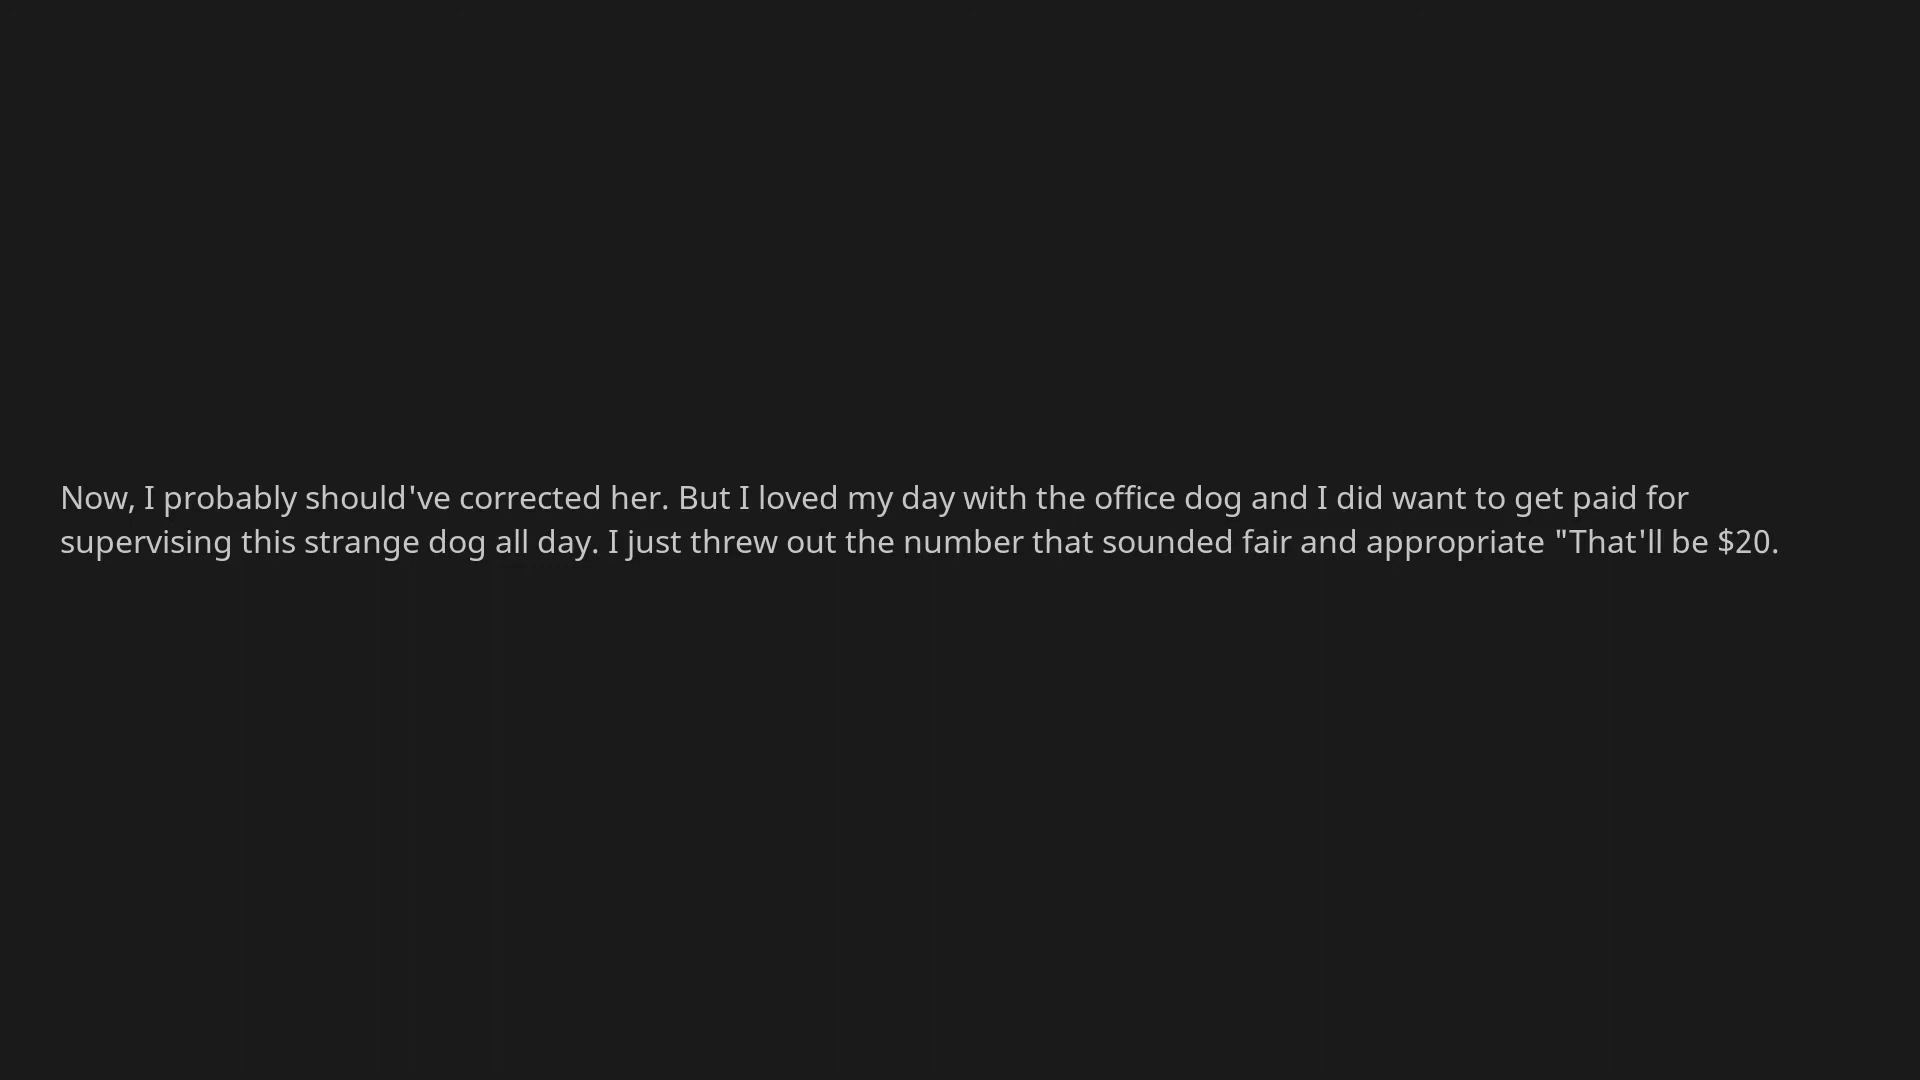 Now, I probably should've corrected her. But I loved my day with the office dog and I did want to get paid for
supervising this strange dog all day. I just threw out the number that sounded fair and appropriate "That'll be $20.